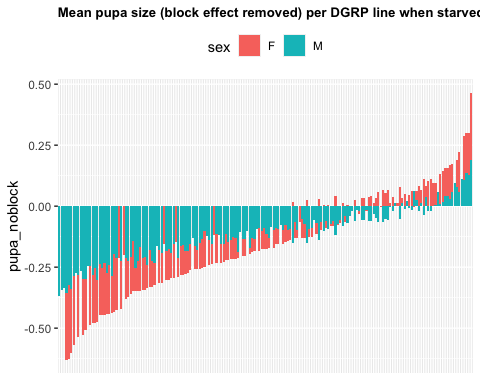 Mean pupa size (block effect removed) per DGRP line when starved
sex F M
pupa_noblock
0.50
0.25
0.00
-0.25
-0.50